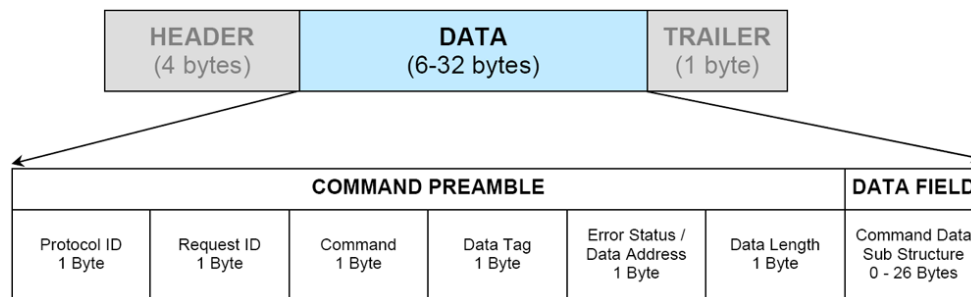 HEADER
(4 bytes)
DATA
(6-32 bytes)
TRAILER
(1 byte)
COMMAND PREAMBLE
DATA FIELD
Protocol ID
1 Byte
Request ID
1 Byte
Command
1 Byte
Data Tag
1 Byte
Error Status /
Data Address
1 Byte
Data Length
1 Byte
Command Data
Sub Structure
0 - 26 Bytes